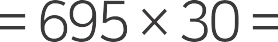 = 695 × 30 =